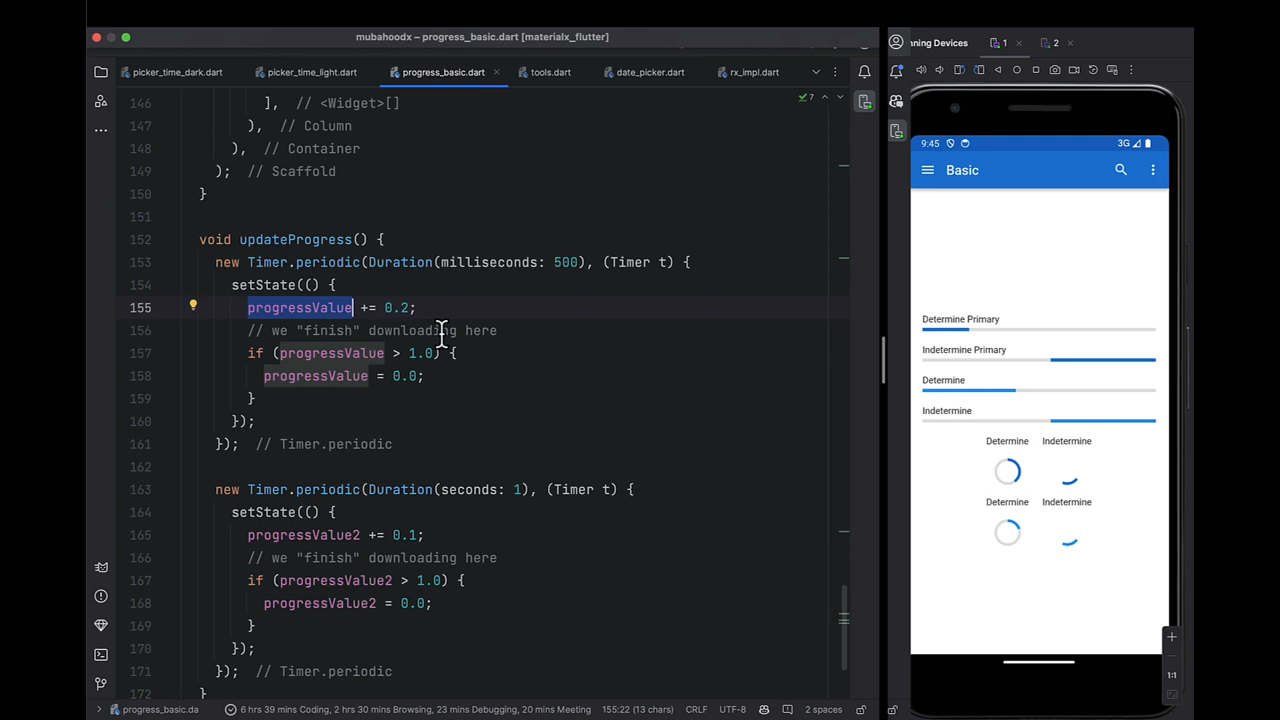 mubahoodx – progress_basic.dart [materialx_flutter]
picker_time_dark.dart
picker_time_light.dart
progress_basic.dart
tools.dart
date_picker.dart
rx_impl.dart
7
146 ], // <Widget>[]
147 ), // Column
148 ), // Container
149 ); // Scaffold
150 }
151
152 void updateProgress() {
153 new Timer.periodic(Duration(milliseconds: 500), (Timer t) {
154 setState(() {
155 progressValue += 0.2;
156 // we "finish" downloading here
157 if (progressValue > 1.0) {
158 progressValue = 0.0;
159 }
160 });
161 }); // Timer.periodic
162
163 new Timer.periodic(Duration(seconds: 1), (Timer t) {
164 setState(() {
165 progressValue2 += 0.1;
166 // we "finish" downloading here
167 if (progressValue2 > 1.0) {
168 progressValue2 = 0.0;
169 }
170 });
171 }); // Timer.periodic
172 }
progress_basic.da
6 hrs 39 mins Coding, 2 hrs 30 mins Browsing, 23 mins Debugging, 20 mins Meeting
155:22 (13 chars)
CRLF
UTF-8
2 spaces
nning Devices
1
2
9:45
3G
Basic
Determine Primary
Indetermine Primary
Determine
Indetermine
Determine Indetermine
Determine Indetermine
1:1